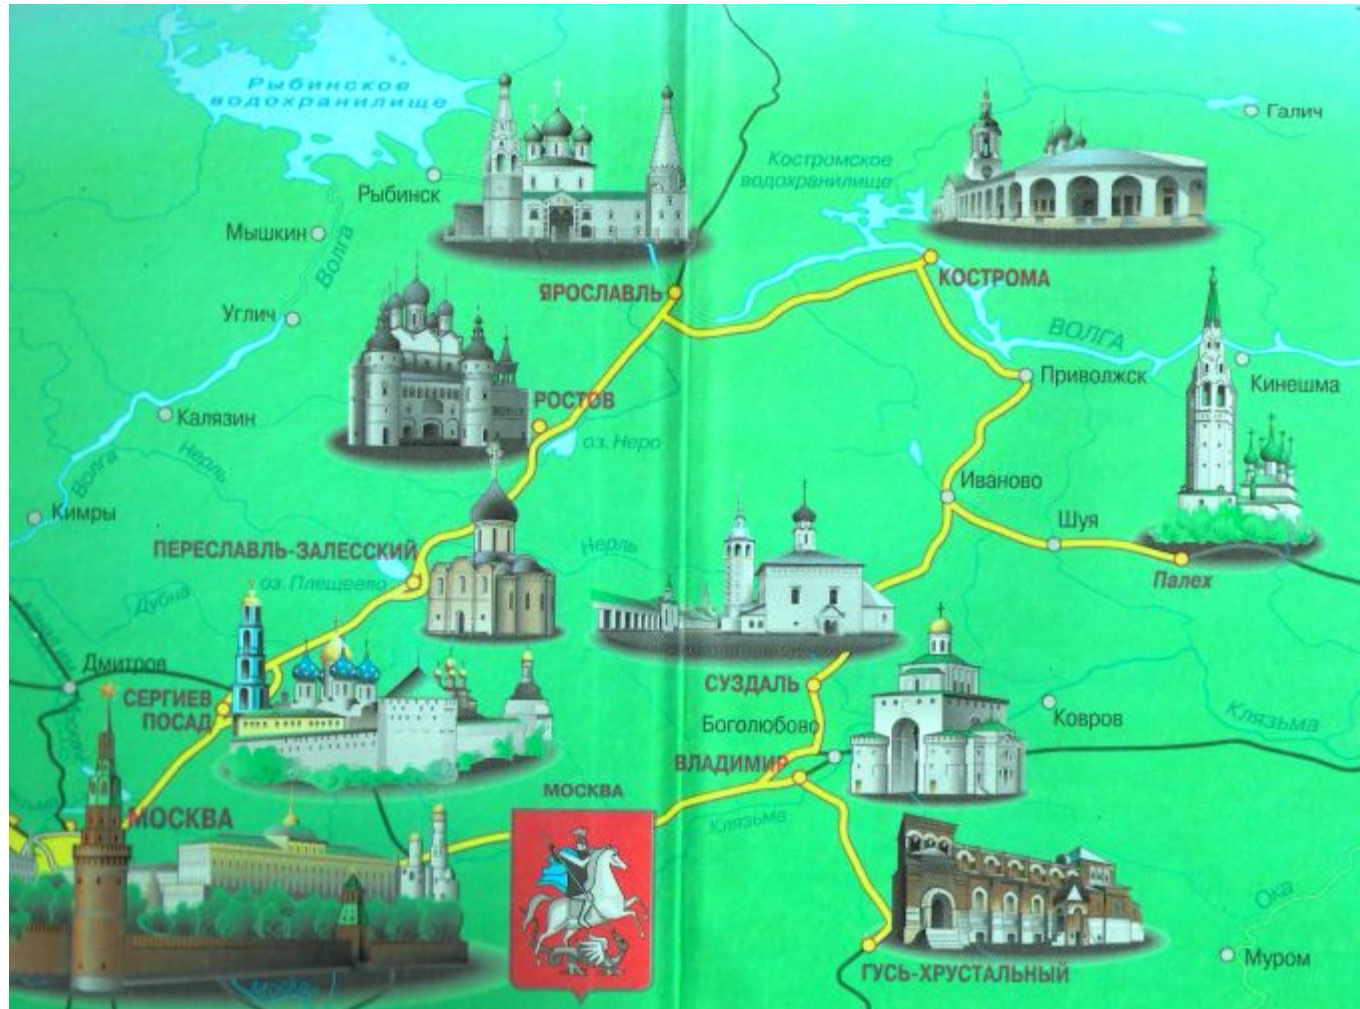 Рыбинское
водохранилище
Галич
Костромское
водохранилище
Рыбинск
Мышкин
Волга
ЯРОСЛАВЛЬ
КОСТРОМА
Углич
ВОЛГА
Приволжск
Кинешма
Калязин
РОСТОВ
оз. Неро
Волга
Нерль
Иваново
Кимры
Шуя
ПЕРЕСЛАВЛЬ-ЗАЛЕССКИЙ
Нерль
Палех
оз. Плещеево
Дубна
Дмитров
СЕРГИЕВ
ПОСАД
СУЗДАЛЬ
Боголюбово
Ковров
Клязьма
ВЛАДИМИР
МОСКВА
МОСКВА
Клязьма
Ока
Муром
ГУСЬ-ХРУСТАЛЬНЫЙ